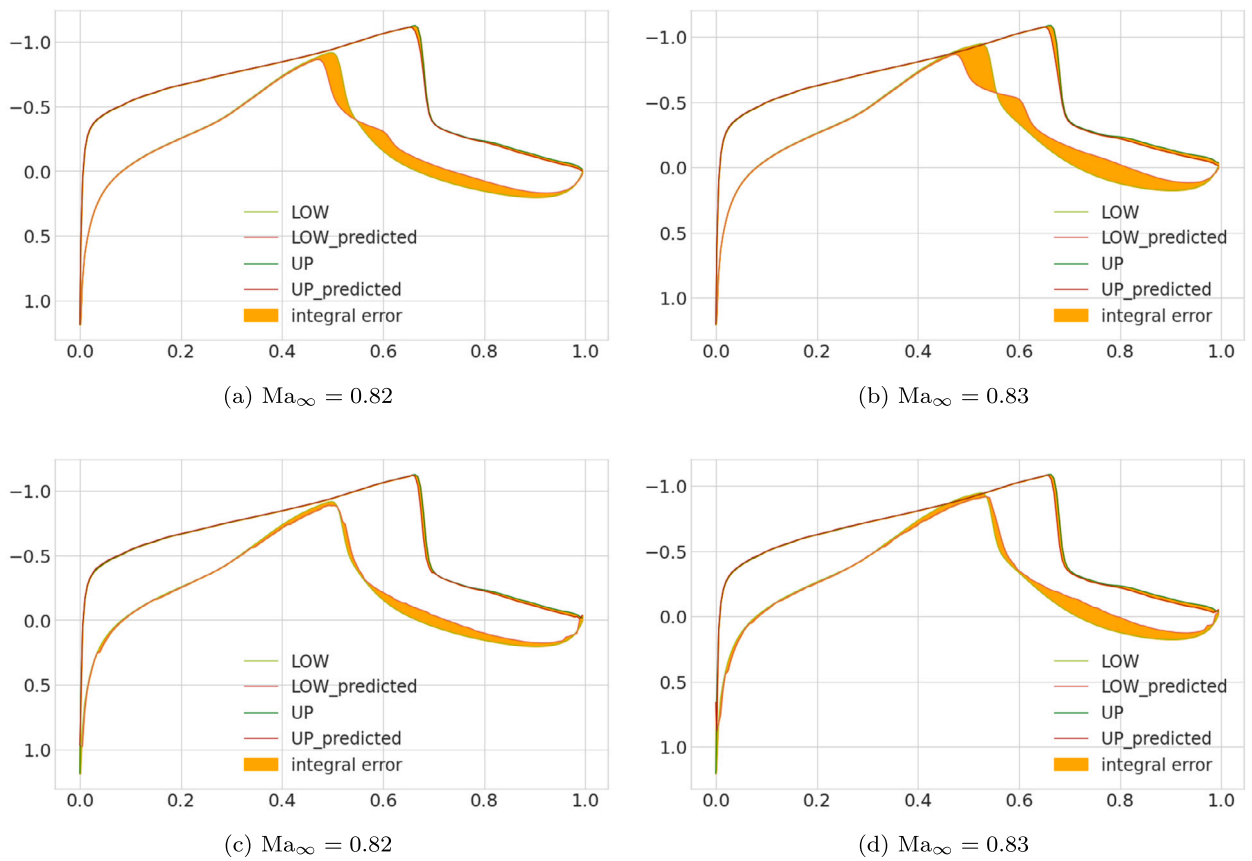 −1.0
−0.5
0.0
0.5
1.0
0.0 0.2 0.4 0.6 0.8 1.0
LOW
LOW_predicted
UP
UP_predicted
integral error
(a) Ma∞ = 0.82
−1.0
−0.5
0.0
0.5
1.0
0.0 0.2 0.4 0.6 0.8 1.0
LOW
LOW_predicted
UP
UP_predicted
integral error
(b) Ma∞ = 0.83
−1.0
−0.5
0.0
0.5
1.0
0.0 0.2 0.4 0.6 0.8 1.0
LOW
LOW_predicted
UP
UP_predicted
integral error
(c) Ma∞ = 0.82
−1.0
−0.5
0.0
0.5
1.0
0.0 0.2 0.4 0.6 0.8 1.0
LOW
LOW_predicted
UP
UP_predicted
integral error
(d) Ma∞ = 0.83